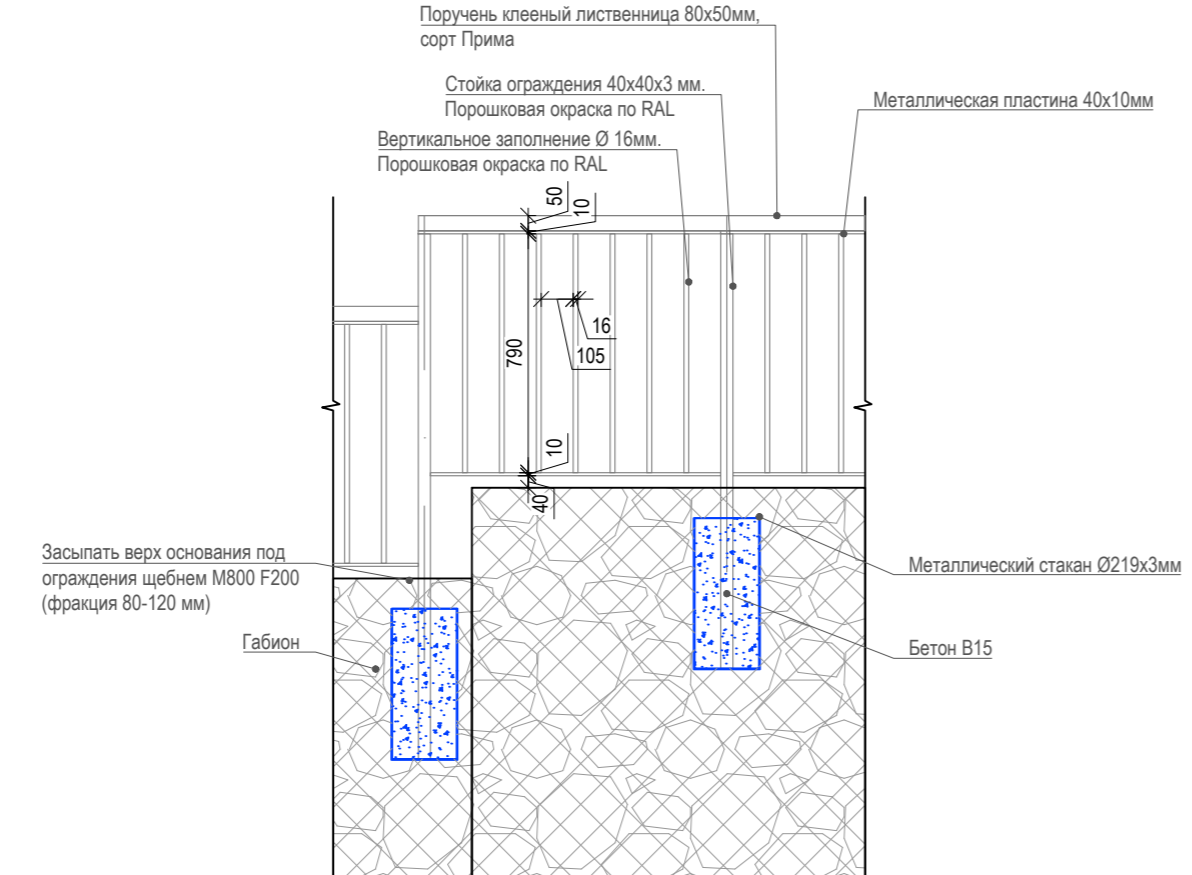 Поручень клееный лиственница 80х50мм,
сорт Прима
Стойка ограждения 40х40х3 мм.
Порошковая окраска по RAL
Металлическая пластина 40х10мм
Вертикальное заполнение Ø 16мм.
Порошковая окраска по RAL
50
10
16
105
790
10
40
Засыпать верх основания под
ограждения щебнем М800 F200
(фракция 80-120 мм)
Металлический стакан Ø219х3мм
Габион
Бетон В15